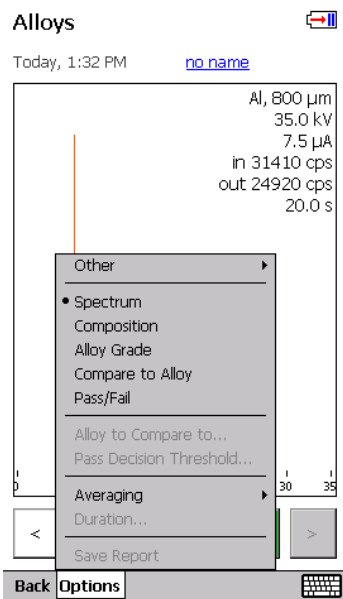 Alloys
Today, 1:32 PM no name
Al, 800 µm
35.0 kV
7.5 µA
in 31410 cps
out 24920 cps
20.0 s
Other
Spectrum
Composition
Alloy Grade
Compare to Alloy
Pass/Fail
Alloy to Compare to...
Pass Decision Threshold...
Averaging
Duration...
Save Report
0 30 35
< >
Back Options